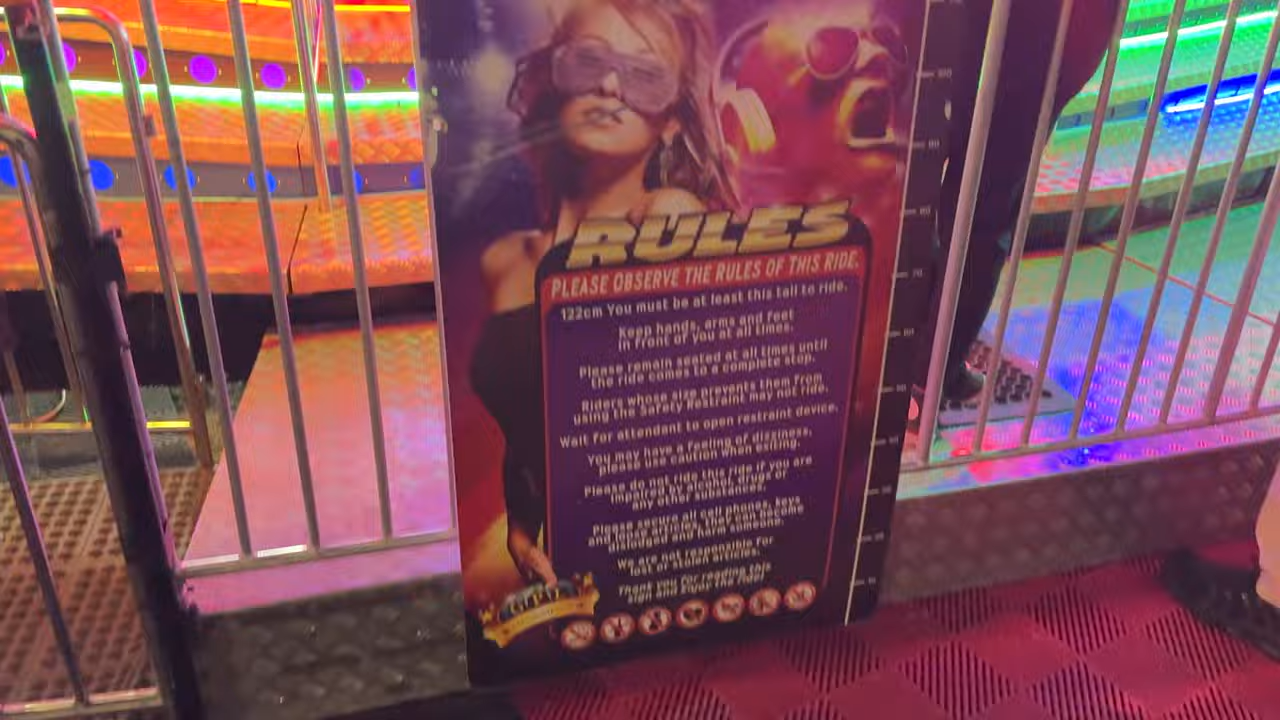 RULES
PLEASE OBSERVE THE RULES OF THIS RIDE.
122cm You must be at least this tall to ride.
Keep hands, arms and feet
in front of you at all times.
Please remain seated at all times until
the ride comes to a complete stop.
Riders whose size prevents them from
using the Safety Restraint may not ride.
Wait for attendant to open restraint device.
You may have a feeling of dizziness,
please use caution when exiting.
Please do not ride this ride if you are
impaired by alcohol, drugs or
any other substances.
Please secure all cell phones, keys
and loose articles, they can become
dislodged and harm someone.
We are not responsible for
lost or stolen articles.
Thank you for reading this
sign and Enjoy the ride!